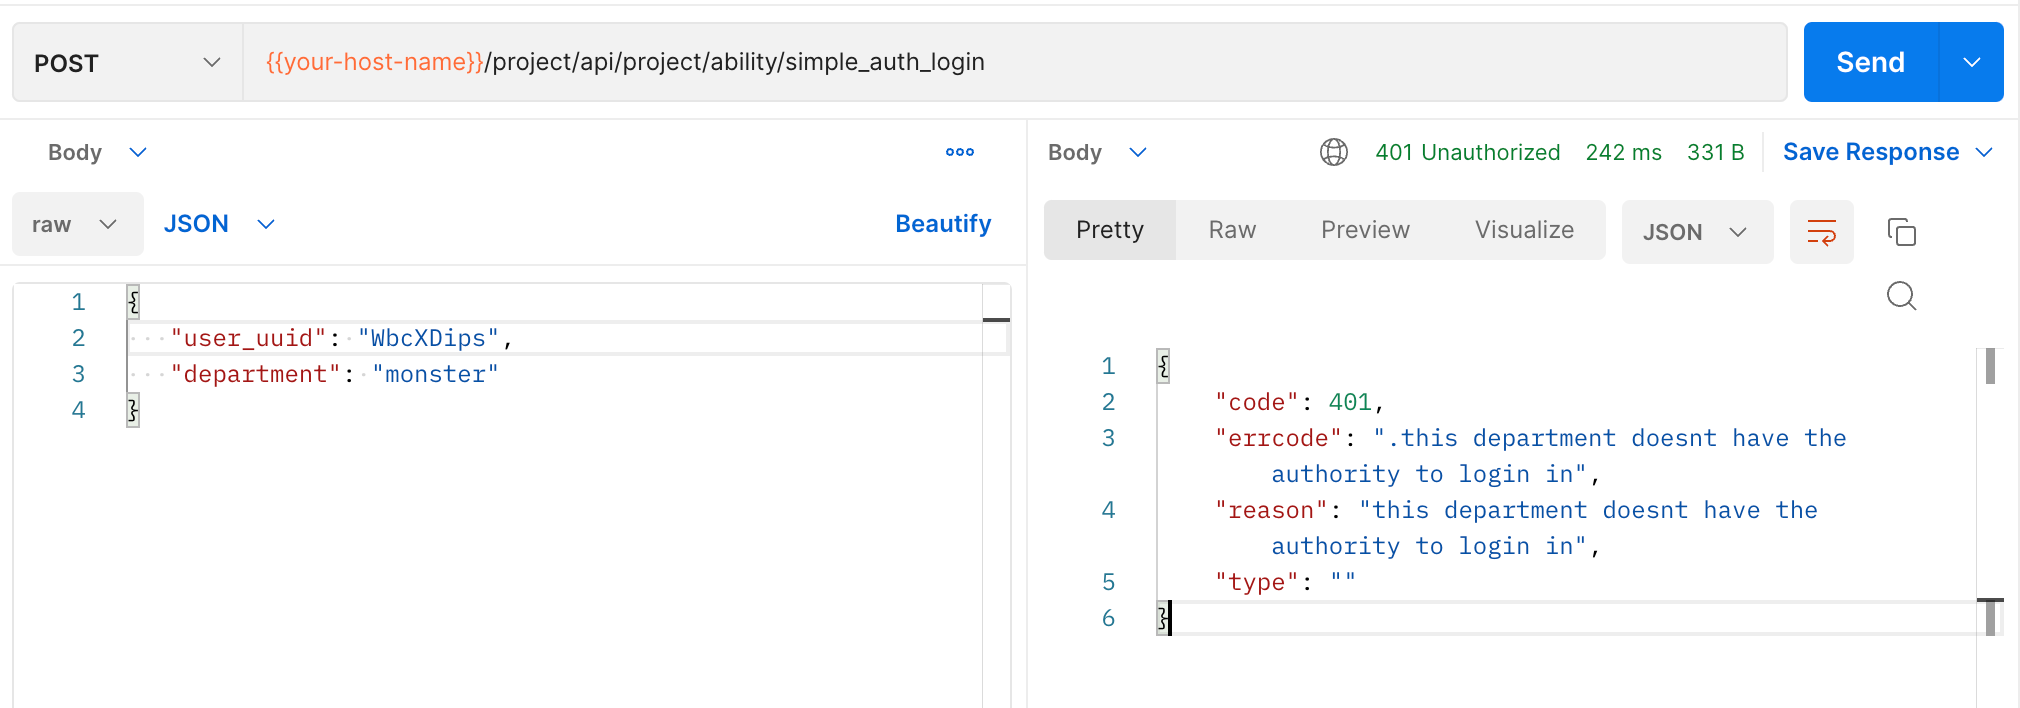 POST {{your-host-name}}/project/api/project/ability/simple_auth_login Send
Body ooo
raw JSON Beautify
1 {
2 "user_uuid": "WbcXDips",
3 "department": "monster"
4 }
Body 401 Unauthorized 242 ms 331 B Save Response
Pretty Raw Preview Visualize JSON
1 {
2 "code": 401,
3 "errcode": ".this department doesnt have the
authority to login in",
4 "reason": "this department doesnt have the
authority to login in",
5 "type": ""
6 }